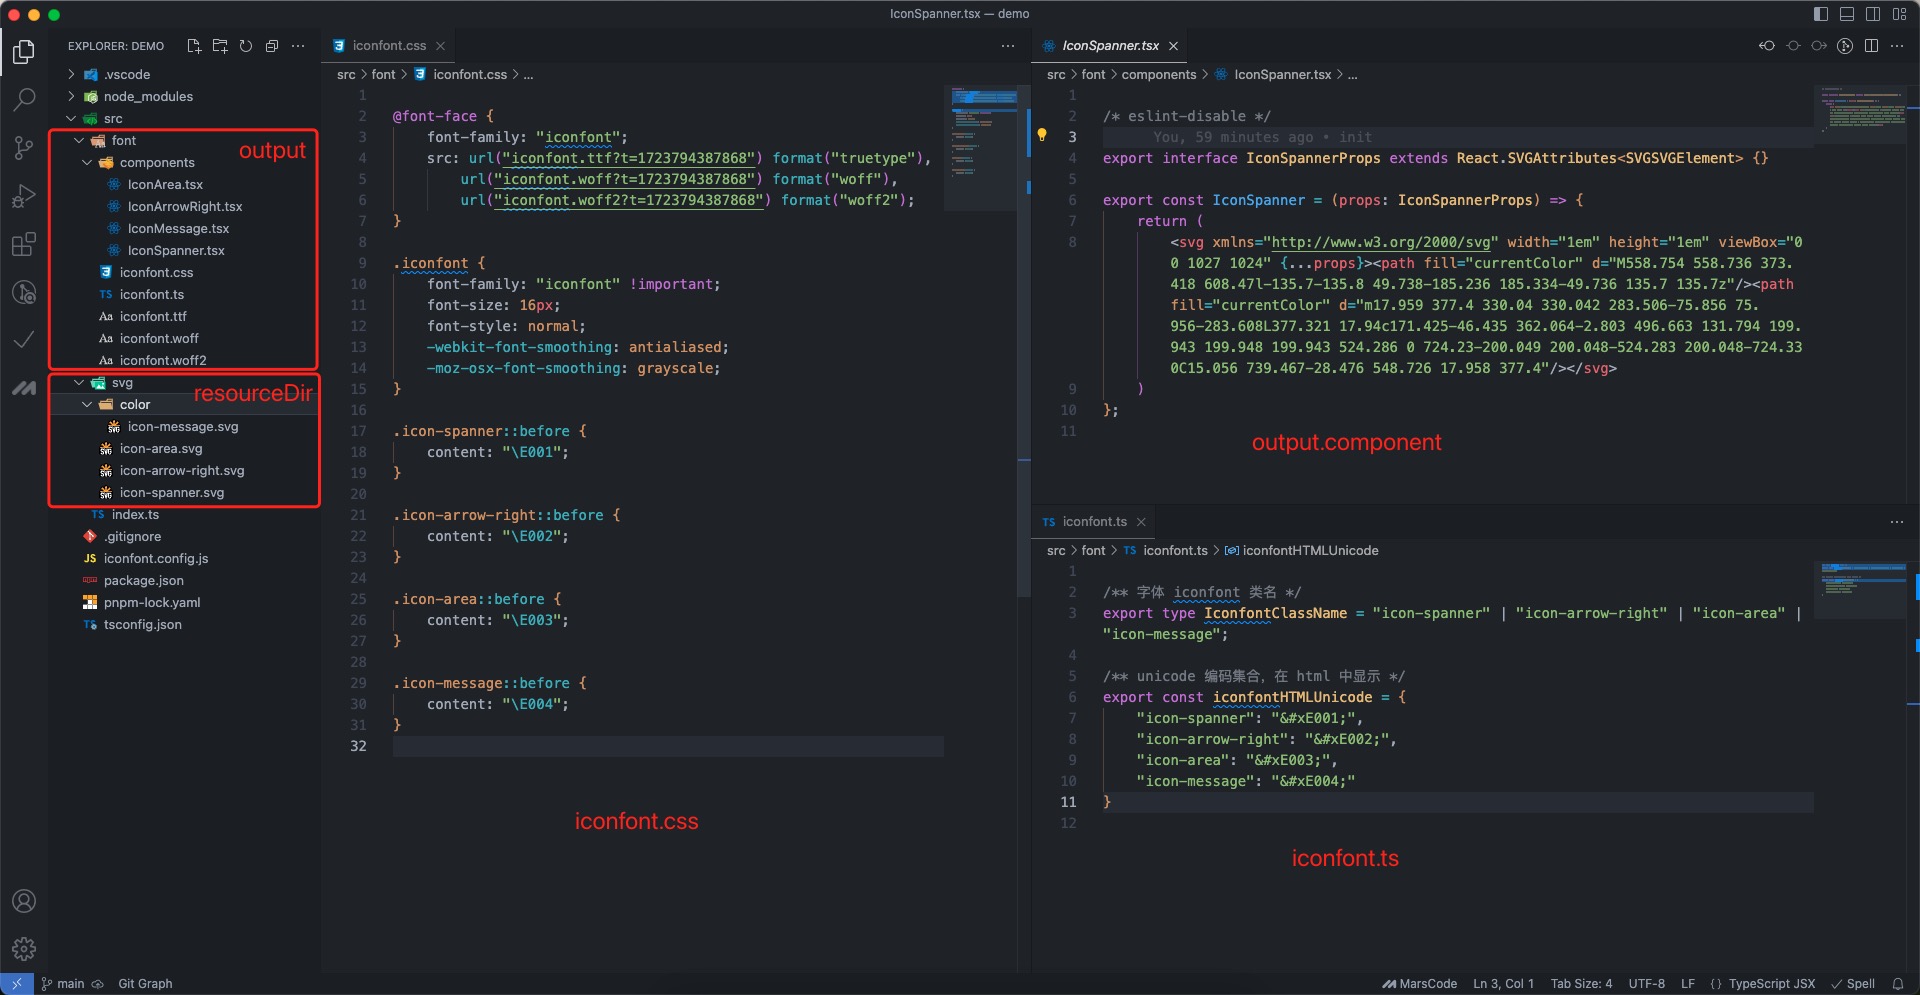 IconSpanner.tsx — demo
EXPLORER: DEMO
.vscode
node_modules
src
font
output
components
IconArea.tsx
IconArrowRight.tsx
IconMessage.tsx
IconSpanner.tsx
iconfont.css
TS iconfont.ts
Aa iconfont.ttf
Aa iconfont.woff
Aa iconfont.woff2
svg
resourceDir
color
icon-message.svg
icon-area.svg
icon-arrow-right.svg
icon-spanner.svg
TS index.ts
.gitignore
JS iconfont.config.js
package.json
pnpm-lock.yaml
TS tsconfig.json
iconfont.css
src > font > iconfont.css > ...
1
2 @font-face {
3 font-family: "iconfont";
4 src: url("iconfont.ttf?t=1723794387868") format("truetype"),
5 url("iconfont.woff?t=1723794387868") format("woff"),
6 url("iconfont.woff2?t=1723794387868") format("woff2");
7 }
8
9 .iconfont {
10 font-family: "iconfont" !important;
11 font-size: 16px;
12 font-style: normal;
13 -webkit-font-smoothing: antialiased;
14 -moz-osx-font-smoothing: grayscale;
15 }
16
17 .icon-spanner::before {
18 content: "\E001";
19 }
20
21 .icon-arrow-right::before {
22 content: "\E002";
23 }
24
25 .icon-area::before {
26 content: "\E003";
27 }
28
29 .icon-message::before {
30 content: "\E004";
31 }
32
iconfont.css
IconSpanner.tsx
src > font > components > IconSpanner.tsx > ...
1
2 /* eslint-disable */
3 You, 59 minutes ago • init
4 export interface IconSpannerProps extends React.SVGAttributes<SVGSVGElement> {}
5
6 export const IconSpanner = (props: IconSpannerProps) => {
7 return (
8 <svg xmlns="http://www.w3.org/2000/svg" width="1em" height="1em" viewBox="0
0 1027 1024" {...props}><path fill="currentColor" d="M558.754 558.736 373.
418 608.47l-135.7-135.8 49.738-185.236 185.334-49.736 135.7 135.7z"/><path
fill="currentColor" d="m17.959 377.4 330.04 330.042 283.506-75.856 75.
956-283.608L377.321 17.94c171.425-46.435 362.064-2.803 496.663 131.794 199.
943 199.948 199.943 524.286 0 724.23-200.049 200.048-524.283 200.048-724.33
0C15.056 739.467-28.476 548.726 17.958 377.4"/></svg>
9 )
10 };
11
output.component
TS iconfont.ts
src > font > TS iconfont.ts > iconfontHTMLUnicode
1
2 /** 字体 iconfont 类名 */
3 export type IconfontClassName = "icon-spanner" | "icon-arrow-right" | "icon-area" |
"icon-message";
4
5 /** unicode 编码集合，在 html 中显示 */
6 export const iconfontHTMLUnicode = {
7 "icon-spanner": "&#xE001;",
8 "icon-arrow-right": "&#xE002;",
9 "icon-area": "&#xE003;",
10 "icon-message": "&#xE004;"
11 }
12
iconfont.ts
main
Git Graph
MarsCode
Ln 3, Col 1
Tab Size: 4
UTF-8
LF
{} TypeScript JSX
Spell